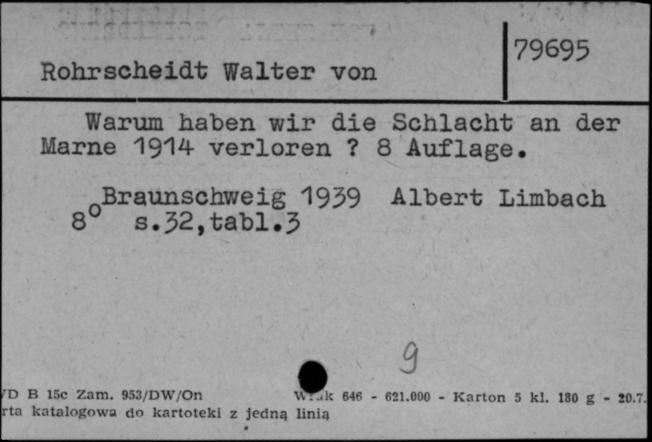 79695
Rohrscheidt Walter von
Warum haben wir die Schlacht an der
Marne 1914 verloren ? 8 Auflage.
Braunschweig 1939 Albert Limbach
8° s.32,tabl.3
9
VD B 15c Zam. 953/DW/On 646 - 621.000 - Karton 5 kl. 180 g - 20.7.
rta katalogowa do kartoteki z jedną linią